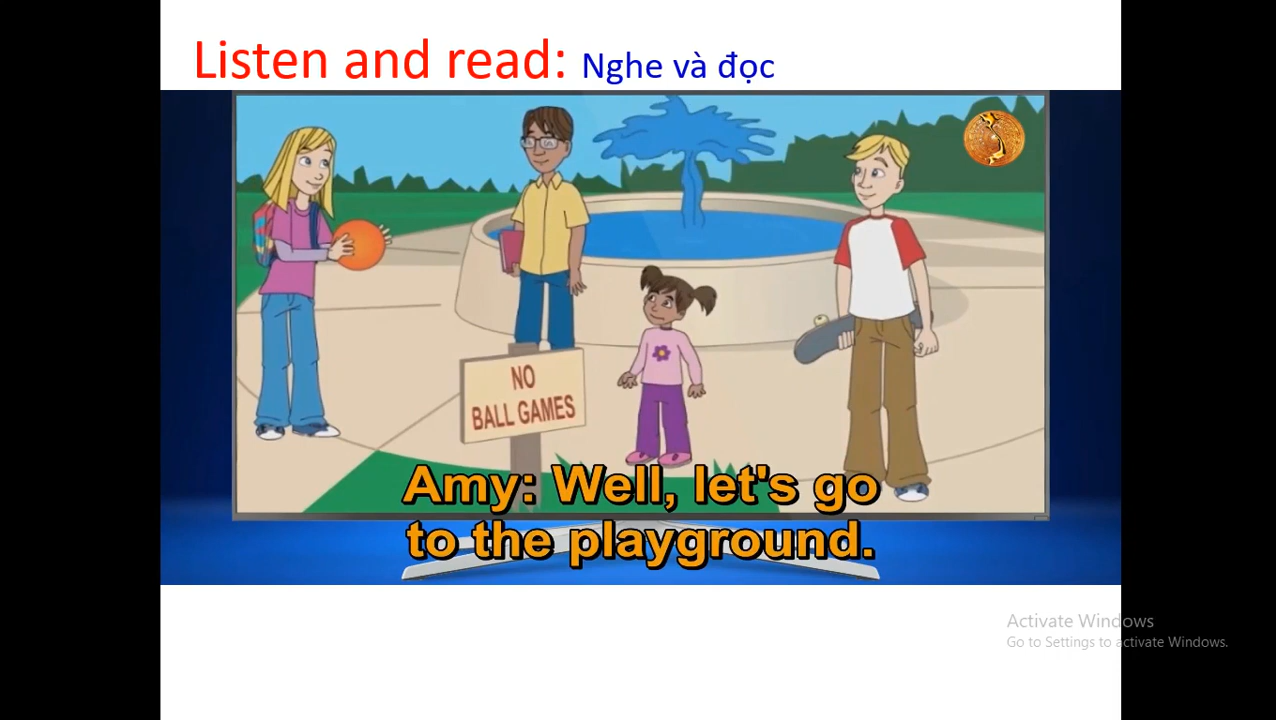 Listen and read: Nghe và đọc
NO
BALL GAMES
Amy: Well, let's go
to the playground.
Activate Windows
Go to Settings to activate Windows.